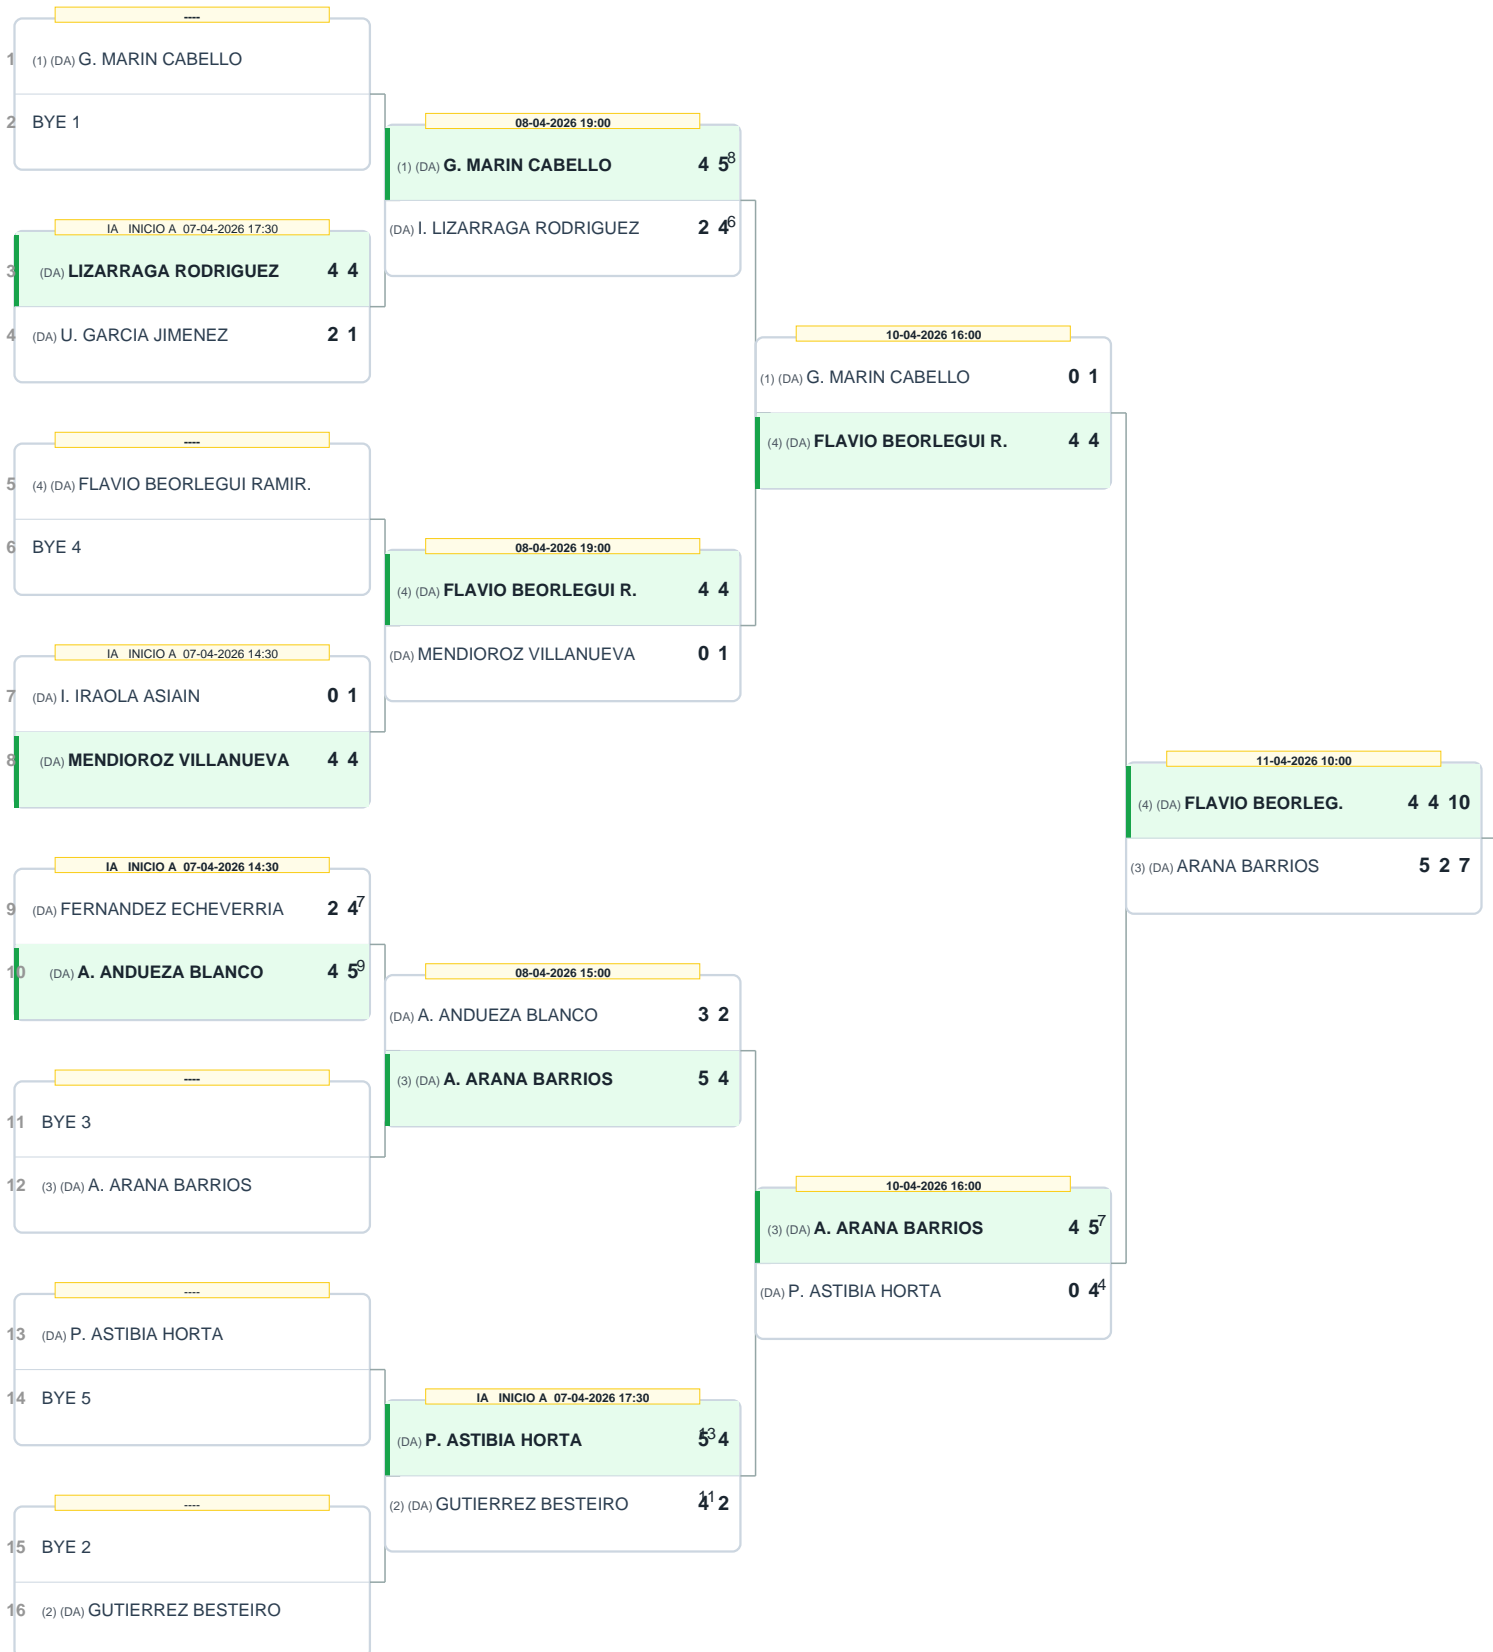 ----
1 (1) (DA) G. MARIN CABELLO
2 BYE 1
IA INICIO A 07-04-2026 17:30
3 (DA) LIZARRAGA RODRIGUEZ 4 4
4 (DA) U. GARCIA JIMENEZ 2 1
----
5 (4) (DA) FLAVIO BEORLEGUI RAMIR.
6 BYE 4
IA INICIO A 07-04-2026 14:30
7 (DA) I. IRAOLA ASIAIN 0 1
8 (DA) MENDIOROZ VILLANUEVA 4 4
IA INICIO A 07-04-2026 14:30
9 (DA) FERNANDEZ ECHEVERRIA 2 4 7
10 (DA) A. ANDUEZA BLANCO 4 5 9
----
11 BYE 3
12 (3) (DA) A. ARANA BARRIOS
----
13 (DA) P. ASTIBIA HORTA
14 BYE 5
----
15 BYE 2
16 (2) (DA) GUTIERREZ BESTEIRO
08-04-2026 19:00
(1) (DA) G. MARIN CABELLO 4 5 8
(DA) I. LIZARRAGA RODRIGUEZ 2 4 6
08-04-2026 19:00
(4) (DA) FLAVIO BEORLEGUI R. 4 4
(DA) MENDIOROZ VILLANUEVA 0 1
08-04-2026 15:00
(DA) A. ANDUEZA BLANCO 3 2
(3) (DA) A. ARANA BARRIOS 5 4
IA INICIO A 07-04-2026 17:30
(DA) P. ASTIBIA HORTA 5 13 4
(2) (DA) GUTIERREZ BESTEIRO 4 11 2
10-04-2026 16:00
(1) (DA) G. MARIN CABELLO 0 1
(4) (DA) FLAVIO BEORLEGUI R. 4 4
10-04-2026 16:00
(3) (DA) A. ARANA BARRIOS 4 5 7
(DA) P. ASTIBIA HORTA 0 4 4
11-04-2026 10:00
(4) (DA) FLAVIO BEORLEG. 4 4 10
(3) (DA) ARANA BARRIOS 5 2 7